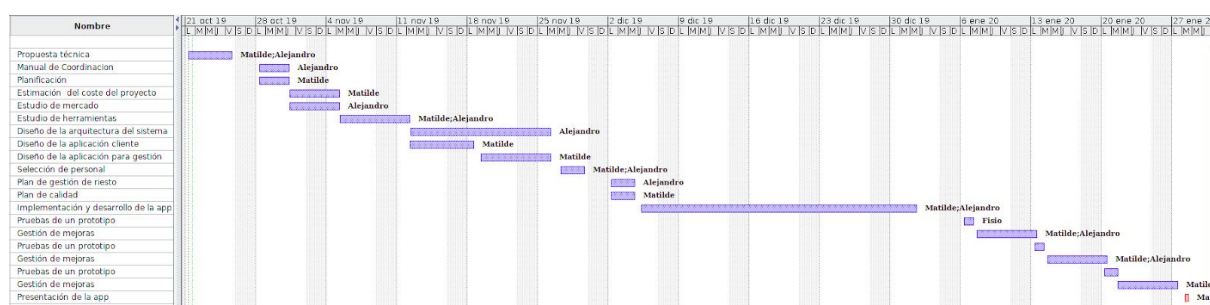 Nombre
21 oct 19 28 oct 19 4 nov 19 11 nov 19 18 nov 19 25 nov 19 2 dic 19 9 dic 19 16 dic 19 23 dic 19 30 dic 19 6 ene 20 13 ene 20 20 ene 20 27 ene 2
L M M J V S D L M M J V S D L M M J V S D L M M J V S D L M M J V S D L M M J V S D L M M J V S D L M M J V S D L M M J V S D L M M J V S D L M M J V S D L M M J V S D L M M J V S D L M M J V S D L M M J
Propuesta técnica Matilde;Alejandro
Manual de Coordinacion Alejandro
Planificación Matilde
Estimación del coste del proyecto Matilde
Estudio de mercado Alejandro
Estudio de herramientas Matilde;Alejandro
Diseño de la arquitectura del sistema Alejandro
Diseño de la aplicación cliente Matilde
Diseño de la aplicación para gestión Matilde
Selección de personal Matilde;Alejandro
Plan de gestión de riesto Alejandro
Plan de calidad Matilde
Implementación y desarrollo de la app Matilde;Alejandro
Pruebas de un prototipo Fisio
Gestión de mejoras Matilde;Alejandro
Pruebas de un prototipo
Gestión de mejoras Matilde;Alejandro
Pruebas de un prototipo
Gestión de mejoras Matild
Presentación de la app Ma